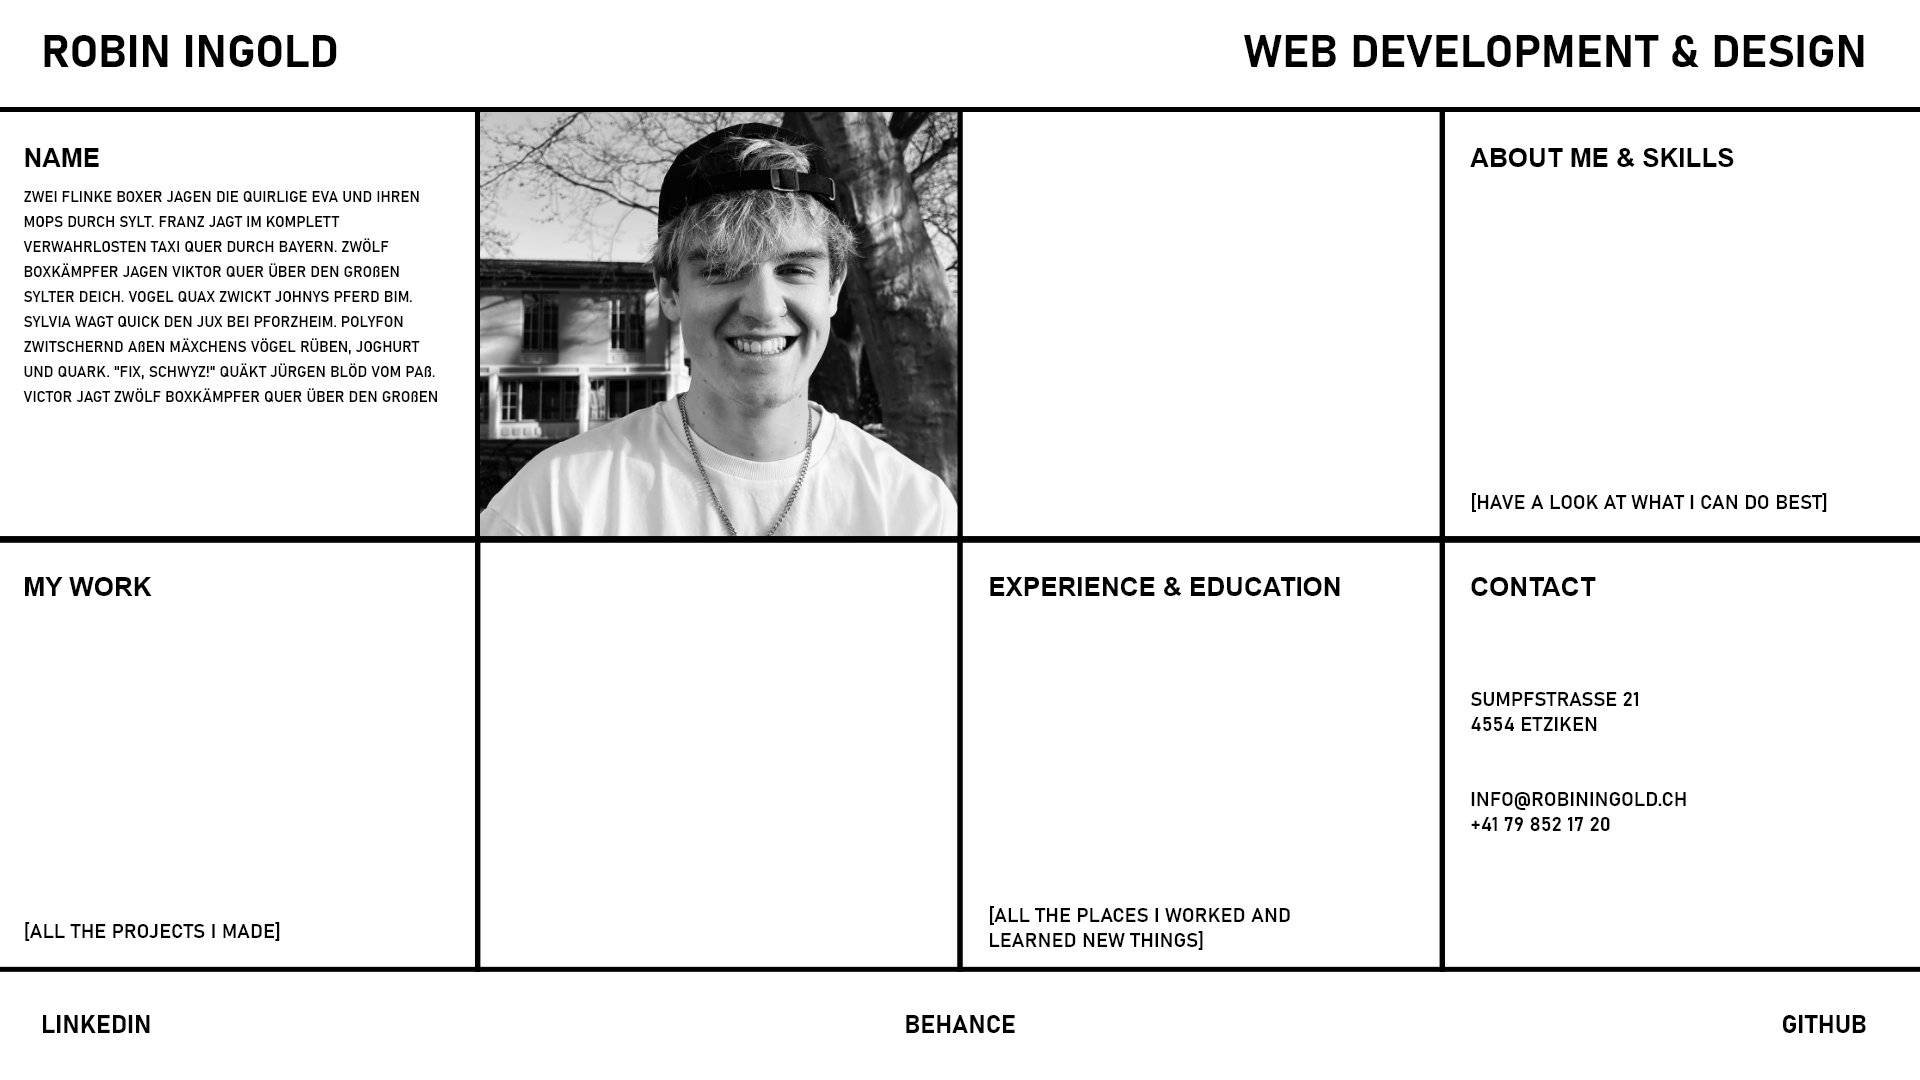 ROBIN INGOLD
WEB DEVELOPMENT & DESIGN
NAME
ZWEI FLINKE BOXER JAGEN DIE QUIRLIGE EVA UND IHREN
MOPS DURCH SYLT. FRANZ JAGT IM KOMPLETT
VERWAHRLOSTEN TAXI QUER DURCH BAYERN. ZWÖLF
BOXKÄMPFER JAGEN VIKTOR QUER ÜBER DEN GROßEN
SYLTER DEICH. VOGEL QUAX ZWICKT JOHNYS PFERD BIM.
SYLVIA WAGT QUICK DEN JUX BEI PFORZHEIM. POLYFON
ZWITSCHERND AßEN MÄXCHENS VÖGEL RÜBEN, JOGHURT
UND QUARK. "FIX, SCHWYZ!" QUÄKT JÜRGEN BLÖD VOM PAß.
VICTOR JAGT ZWÖLF BOXKÄMPFER QUER ÜBER DEN GROßEN
ABOUT ME & SKILLS
[HAVE A LOOK AT WHAT I CAN DO BEST]
MY WORK
[ALL THE PROJECTS I MADE]
EXPERIENCE & EDUCATION
[ALL THE PLACES I WORKED AND
LEARNED NEW THINGS]
CONTACT
SUMPFSTRASSE 21
4554 ETZIKEN
INFO@ROBININGOLD.CH
+41 79 852 17 20
LINKEDIN
BEHANCE
GITHUB